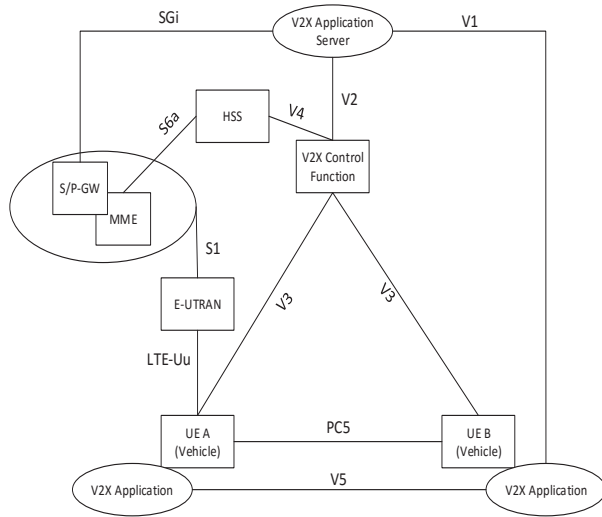 SGi
V2X Application
Server
V1
V2
S6a
HSS
V4
V2X Control
Function
S/P-GW
MME
S1
E-UTRAN
V3
V3
LTE-Uu
UE A
(Vehicle)
PC5
UE B
(Vehicle)
V2X Application
V5
V2X Application